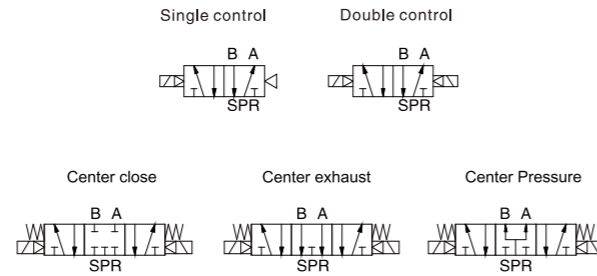 Single control
Double control
B A
B A
SPR
SPR
Center close
Center exhaust
Center Pressure
B A
B A
B A
SPR
SPR
SPR